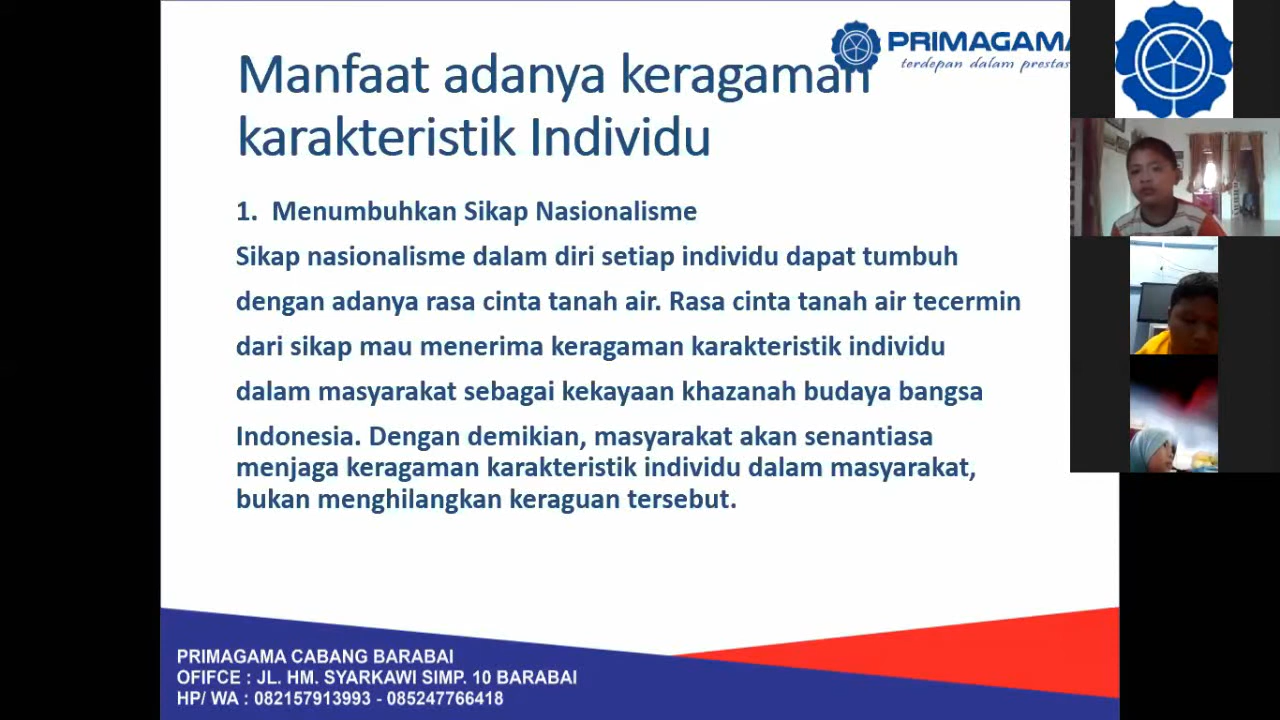 Manfaat adanya keragaman
karakteristik Individu
PRIMAGAMA
terdepan dalam prestas
1. Menumbuhkan Sikap Nasionalisme
Sikap nasionalisme dalam diri setiap individu dapat tumbuh
dengan adanya rasa cinta tanah air. Rasa cinta tanah air tecermin
dari sikap mau menerima keragaman karakteristik individu
dalam masyarakat sebagai kekayaan khazanah budaya bangsa
Indonesia. Dengan demikian, masyarakat akan senantiasa
menjaga keragaman karakteristik individu dalam masyarakat,
bukan menghilangkan keraguan tersebut.
PRIMAGAMA CABANG BARABAI
OFIFCE : JL. HM. SYARKAWI SIMP. 10 BARABAI
HP/ WA : 082157913993 - 085247766418